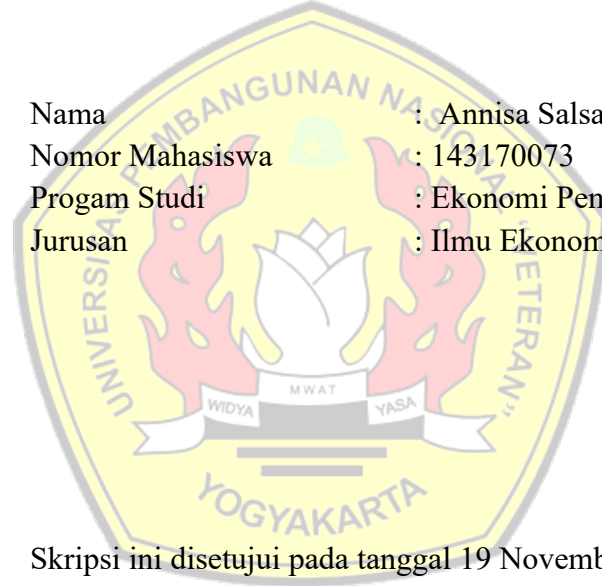 UNIVERSITAS PEMBANGUNAN NASIONAL "VETERAN"
Nama : Annisa Salsa
Nomor Mahasiswa : 143170073
Progam Studi : Ekonomi Pem
Jurusan : Ilmu Ekonom
WIDYA MWAT YASA
YOGYAKARTA
Skripsi ini disetujui pada tanggal 19 Novemb